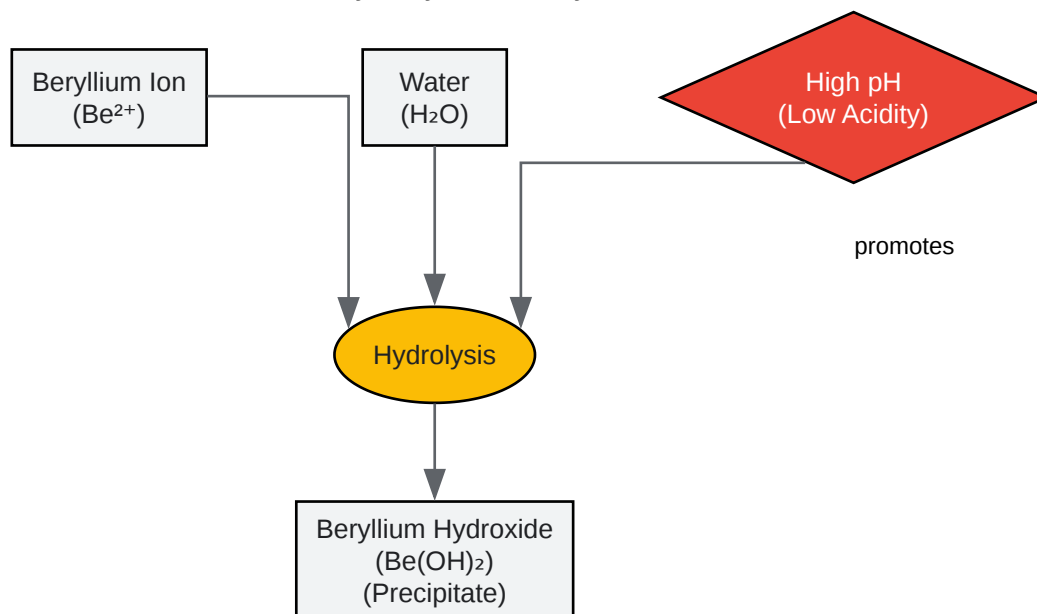 Beryllium Ion
(Be²⁺)
Water
(H₂O)
High pH
(Low Acidity)
promotes
Hydrolysis
Beryllium Hydroxide
(Be(OH)₂)
(Precipitate)